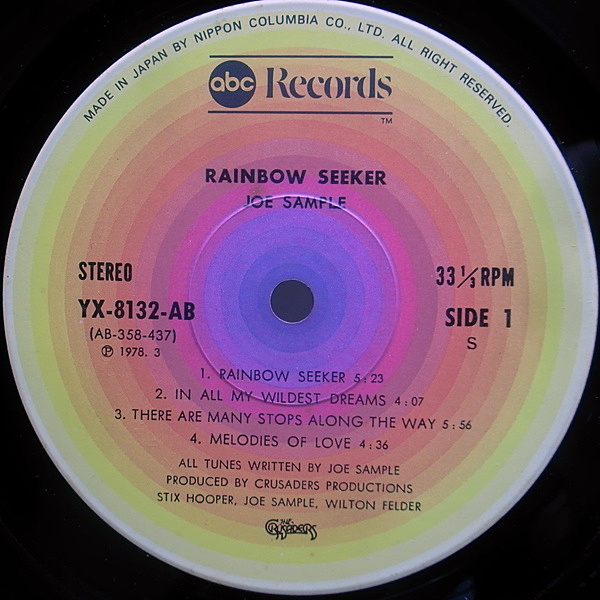 MADE IN JAPAN BY NIPPON COLUMBIA CO., LTD. ALL RIGHT RESERVED.
abc Records
TM
RAINBOW SEEKER
JOE SAMPLE
STEREO
33 1/3 RPM
YX-8132-AB
SIDE 1
(AB-358-437)
S
Ⓟ 1978. 3
1. RAINBOW SEEKER 5:23
2. IN ALL MY WILDEST DREAMS 4:07
3. THERE ARE MANY STOPS ALONG THE WAY 5:56
4. MELODIES OF LOVE 4:36
ALL TUNES WRITTEN BY JOE SAMPLE
PRODUCED BY CRUSADERS PRODUCTIONS
STIX HOOPER, JOE SAMPLE, WILTON FELDER
THE CRUSADERS